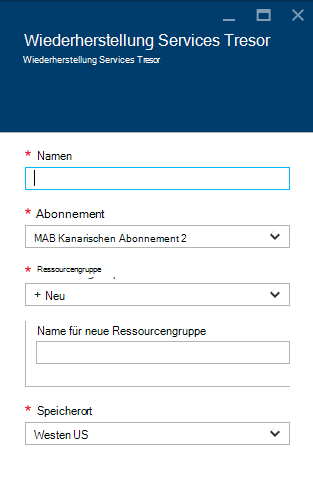 Wiederherstellung Services Tresor
Wiederherstellung Services Tresor
* Namen
* Abonnement
MAB Kanarischen Abonnement 2
* Ressourcengruppe
+ Neu
Name für neue Ressourcengruppe
* Speicherort
Westen US